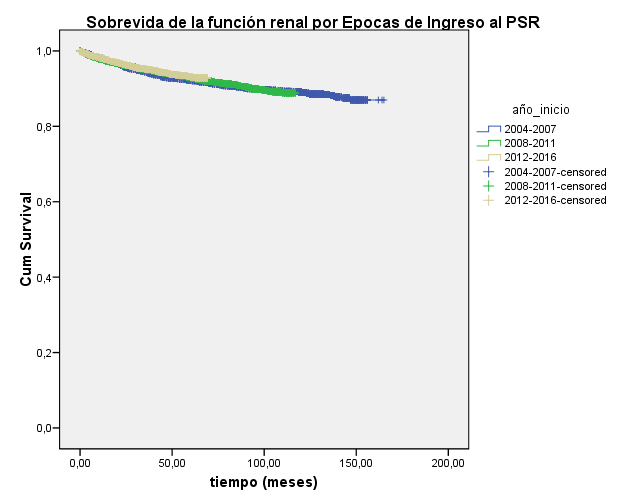 Sobrevida de la función renal por Epocas de Ingreso al PSR
Cum Survival
1,0
0,8
0,6
0,4
0,2
0,0
0,00
50,00
100,00
150,00
200,00
tiempo (meses)
año_inicio
2004-2007
2008-2011
2012-2016
2004-2007-censored
2008-2011-censored
2012-2016-censored